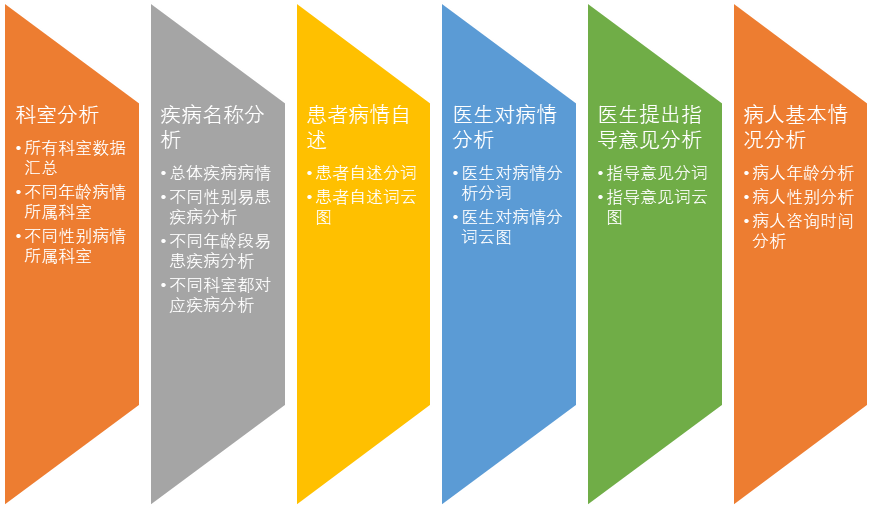 科室分析
•所有科室数据
汇总
•不同年龄病情
所属科室
•不同性别病情
所属科室
疾病名称分
析
•总体疾病病情
•不同性别易患
疾病分析
•不同年龄段易
患疾病分析
•不同科室都对
应疾病分析
患者病情自
述
•患者自述分词
•患者自述词云
图
医生对病情
分析
•医生对病情分
析分词
•医生对病情分
词云图
医生提出指
导意见分析
•指导意见分词
•指导意见词云
图
病人基本情
况分析
•病人年龄分析
•病人性别分析
•病人咨询时间
分析